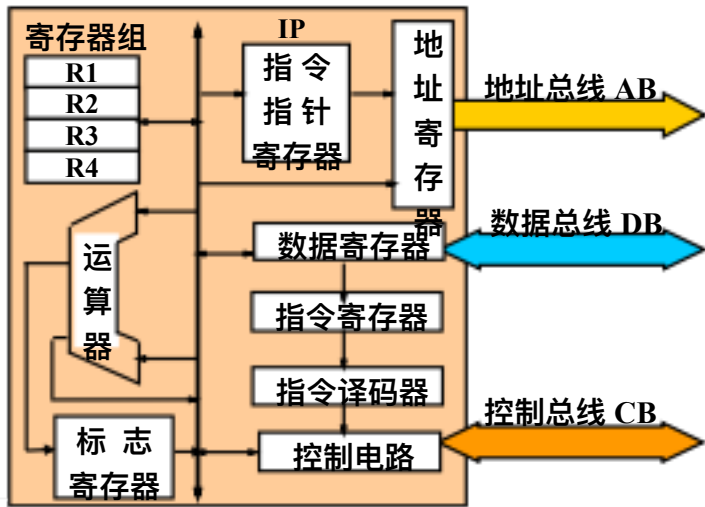 寄存器组
R1
R2
R3
R4
IP
指令
指针
寄存器
地
址
寄
存
器
地址总线 AB
运
算
器
数据寄存器
数据总线 DB
指令寄存器
指令译码器
控制电路
控制总线 CB
标 志
寄存器